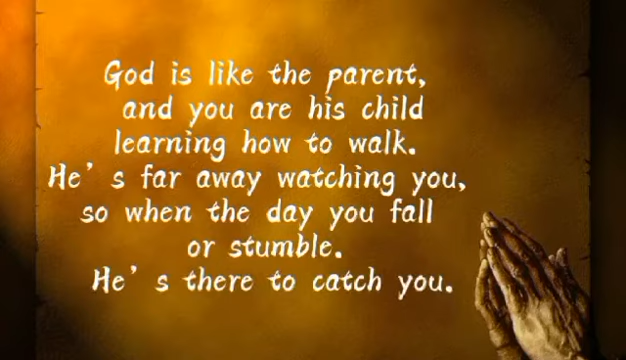 God is like the parent,
and you are his child
learning how to walk.
He's far away watching you,
so when the day you fall
or stumble.
He's there to catch you.